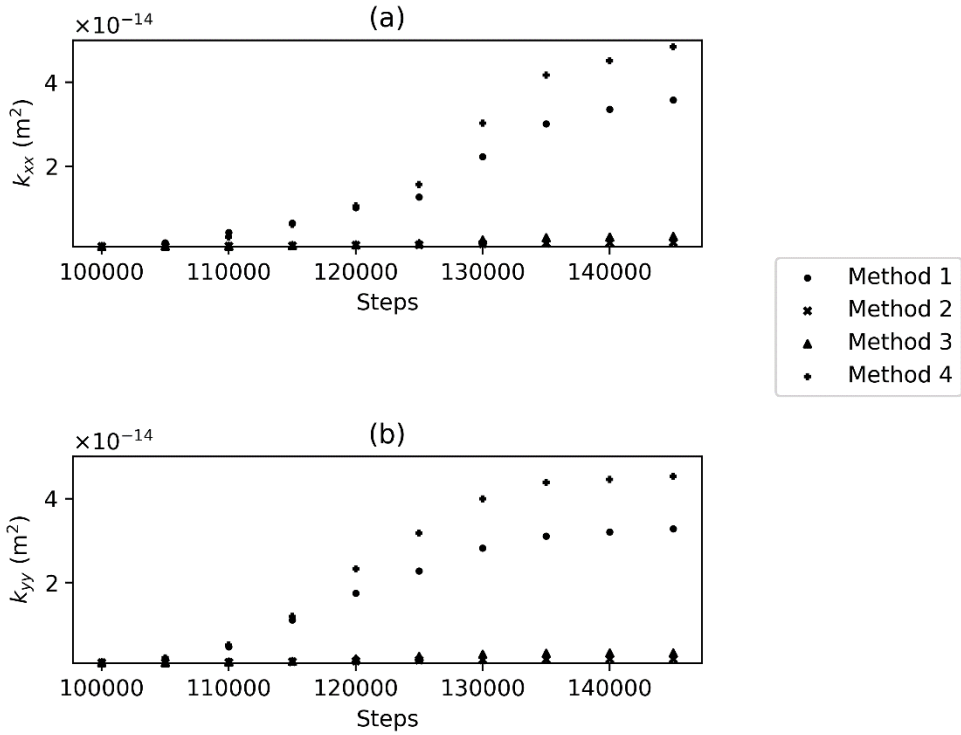 (a)
×10⁻¹⁴
4
2
kₓₓ (m²)
100000 110000 120000 130000 140000
Steps
Method 1
Method 2
Method 3
Method 4
(b)
×10⁻¹⁴
4
2
k_yy (m²)
100000 110000 120000 130000 140000
Steps